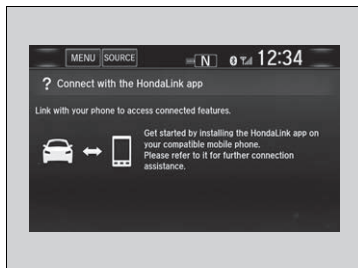 MENU SOURCE N 12:34
? Connect with the HondaLink app
Link with your phone to access connected features.
Get started by installing the HondaLink app on
your compatible mobile phone.
Please refer to it for further connection
assistance.